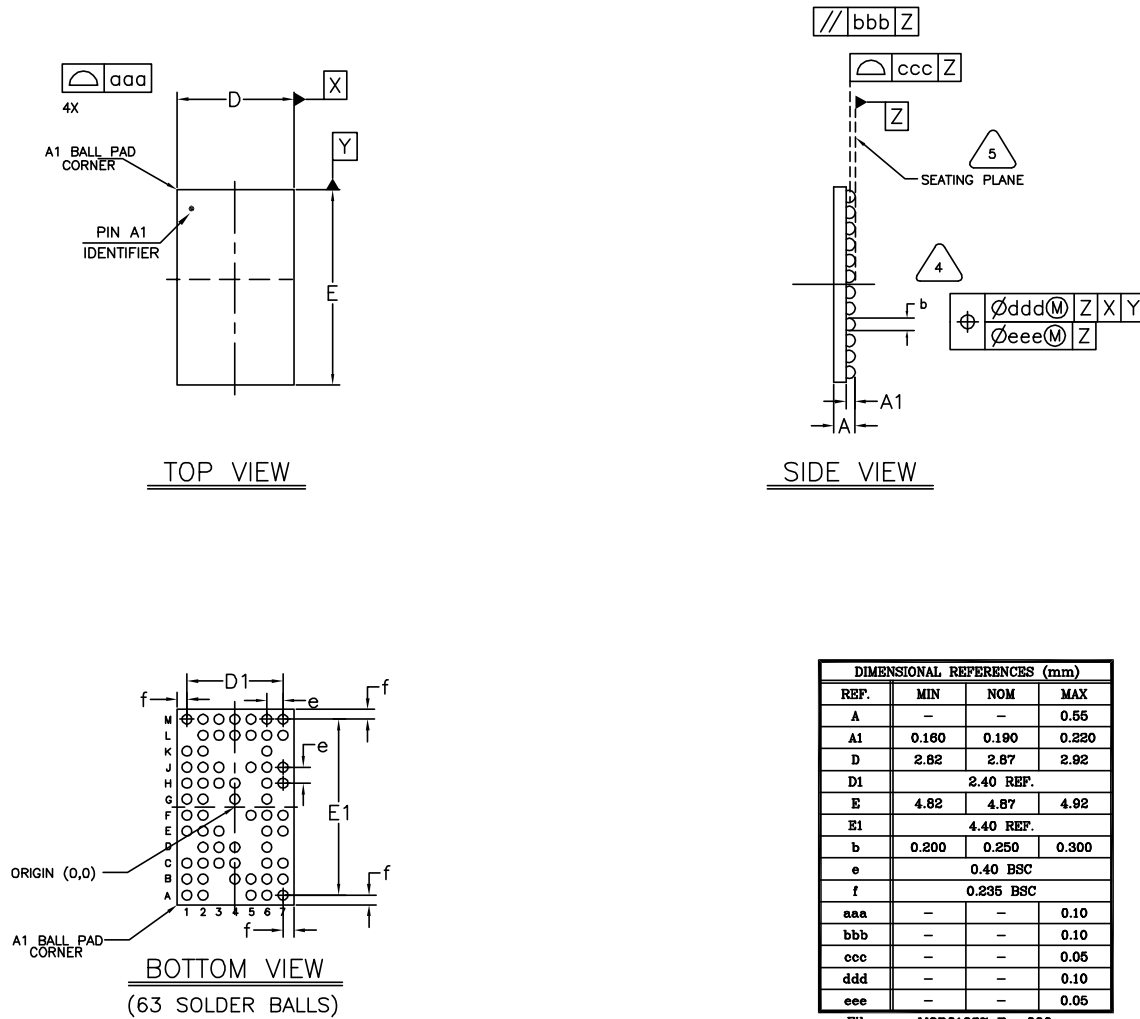 // bbb Z
⌓ ccc Z
Z
5
SEATING PLANE
⌓ aaa
4X
D
X
Y
A1 BALL PAD
CORNER
PIN A1
IDENTIFIER
E
4
b
⌖ Ødddⓜ Z X Y
Øeeeⓜ Z
A1
A
TOP VIEW
SIDE VIEW
D1
f
f
e
e
M
L
K
J
H
G
F
E
D
C
B
A
E1
ORIGIN (0,0)
f
1 2 3 4 5 6 7
f
A1 BALL PAD
CORNER
BOTTOM VIEW
(63 SOLDER BALLS)
DIMENSIONAL REFERENCES (mm)
REF. MIN NOM MAX
A – – 0.55
A1 0.160 0.190 0.220
D 2.82 2.87 2.92
D1 2.40 REF.
E 4.82 4.87 4.92
E1 4.40 REF.
b 0.200 0.250 0.300
e 0.40 BSC
f 0.235 BSC
aaa – – 0.10
bbb – – 0.10
ccc – – 0.05
ddd – – 0.10
eee – – 0.05